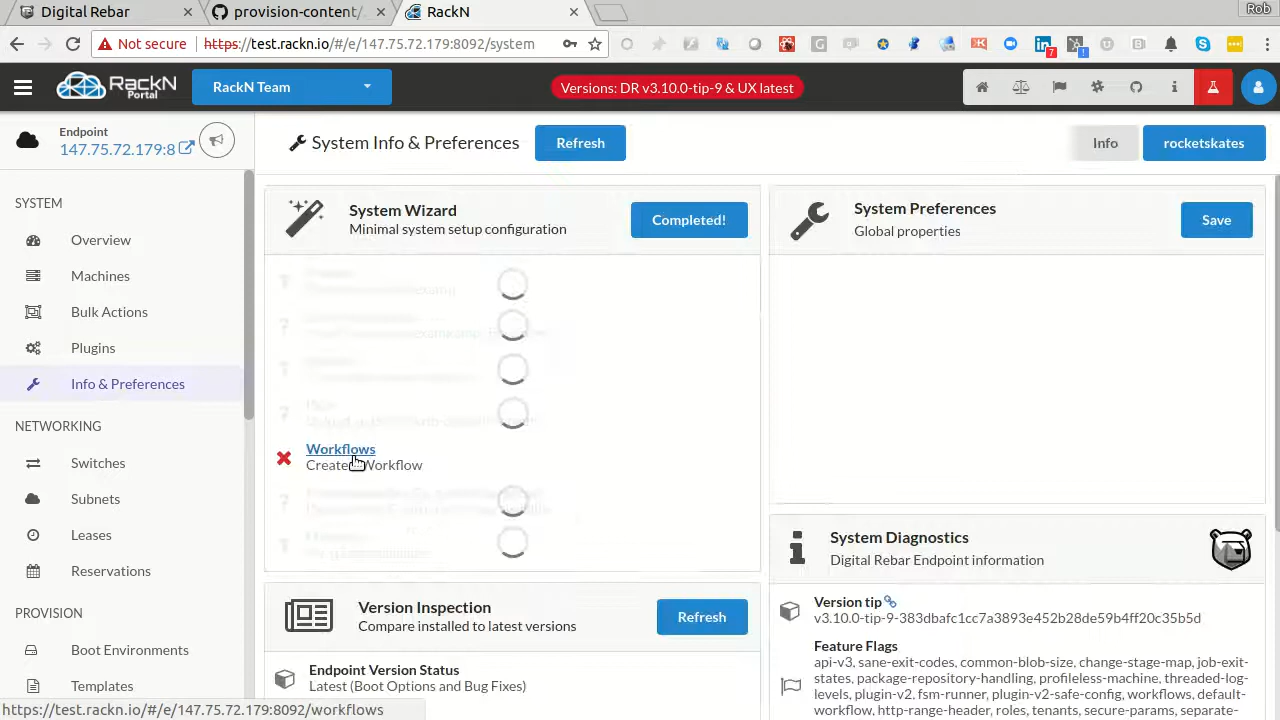 Digital Rebar
provision-content/
RackN
Rob
Not secure
https://test.rackn.io/#/e/147.75.72.179:8092/system
7
1
RackN
Portal
RackN Team
Versions: DR v3.10.0-tip-9 & UX latest
Endpoint
147.75.72.179:8
System Info & Preferences
Refresh
Info
rocketskates
SYSTEM
Overview
Machines
Bulk Actions
Plugins
Info & Preferences
NETWORKING
Switches
Subnets
Leases
Reservations
PROVISION
Boot Environments
Templates
System Wizard
Minimal system setup configuration
Completed!
Workflows
Create Workflow
Version Inspection
Compare installed to latest versions
Refresh
Endpoint Version Status
Latest (Boot Options and Bug Fixes)
System Preferences
Global properties
Save
System Diagnostics
Digital Rebar Endpoint information
Version tip
v3.10.0-tip-9-383dbafc1cc7a3893e452b28de59b4ff20c35b5d
Feature Flags
api-v3, sane-exit-codes, common-blob-size, change-stage-map, job-exit-
states, package-repository-handling, profileless-machine, threaded-log-
levels, plugin-v2, fsm-runner, plugin-v2-safe-config, workflows, default-
workflow, http-range-header, roles, tenants, secure-params, separate-
https://test.rackn.io/#/e/147.75.72.179:8092/workflows